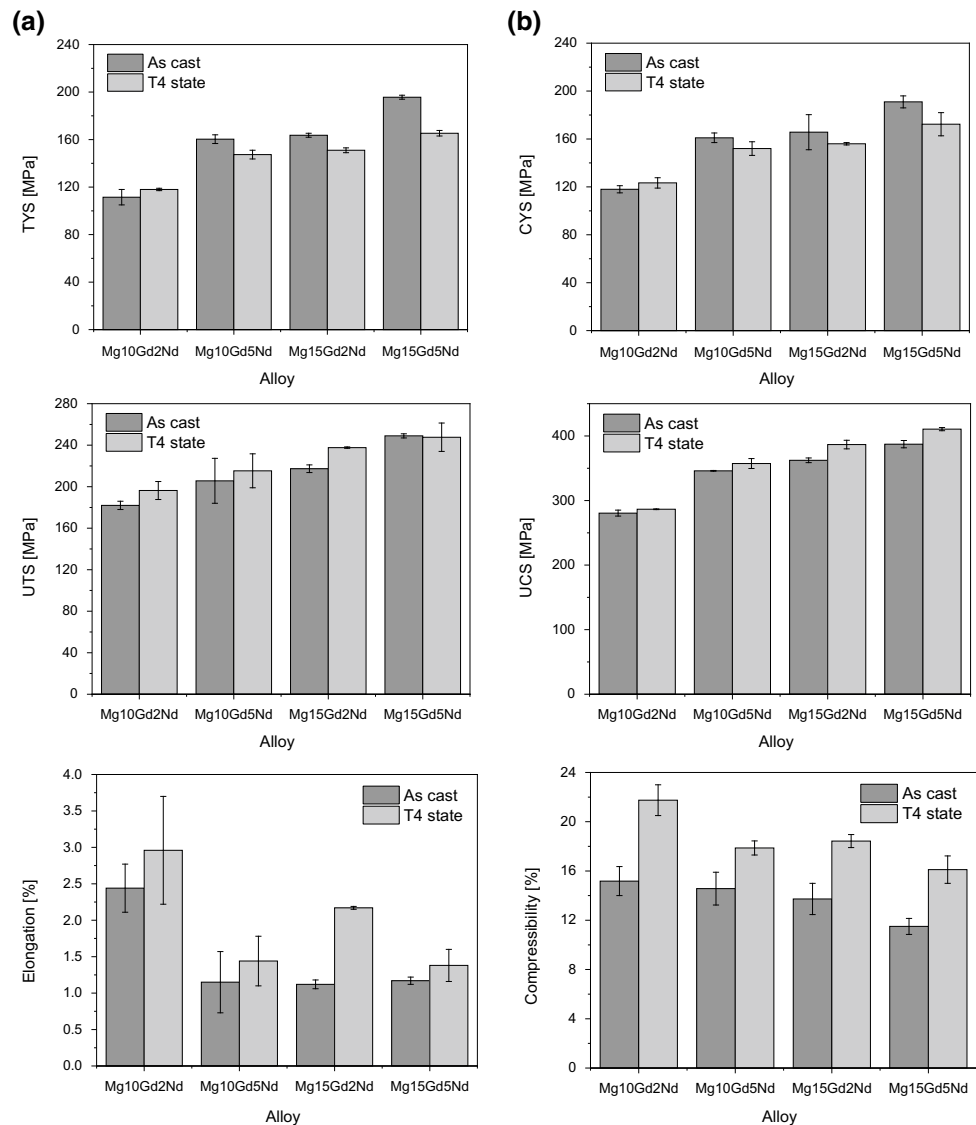 (a)
240
200
160
120
80
40
0
TYS [MPa]
As cast
T4 state
Mg10Gd2Nd Mg10Gd5Nd Mg15Gd2Nd Mg15Gd5Nd
Alloy
(b)
240
200
160
120
80
40
0
CYS [MPa]
As cast
T4 state
Mg10Gd2Nd Mg10Gd5Nd Mg15Gd2Nd Mg15Gd5Nd
Alloy
280
240
200
160
120
80
40
0
UTS [MPa]
As cast
T4 state
Mg10Gd2Nd Mg10Gd5Nd Mg15Gd2Nd Mg15Gd5Nd
Alloy
400
300
200
100
0
UCS [MPa]
As cast
T4 state
Mg10Gd2Nd Mg10Gd5Nd Mg15Gd2Nd Mg15Gd5Nd
Alloy
4.0
3.5
3.0
2.5
2.0
1.5
1.0
0.5
0.0
Elongation [%]
As cast
T4 state
Mg10Gd2Nd Mg10Gd5Nd Mg15Gd2Nd Mg15Gd5Nd
Alloy
24
20
16
12
8
4
0
Compressibility [%]
As cast
T4 state
Mg10Gd2Nd Mg10Gd5Nd Mg15Gd2Nd Mg15Gd5Nd
Alloy